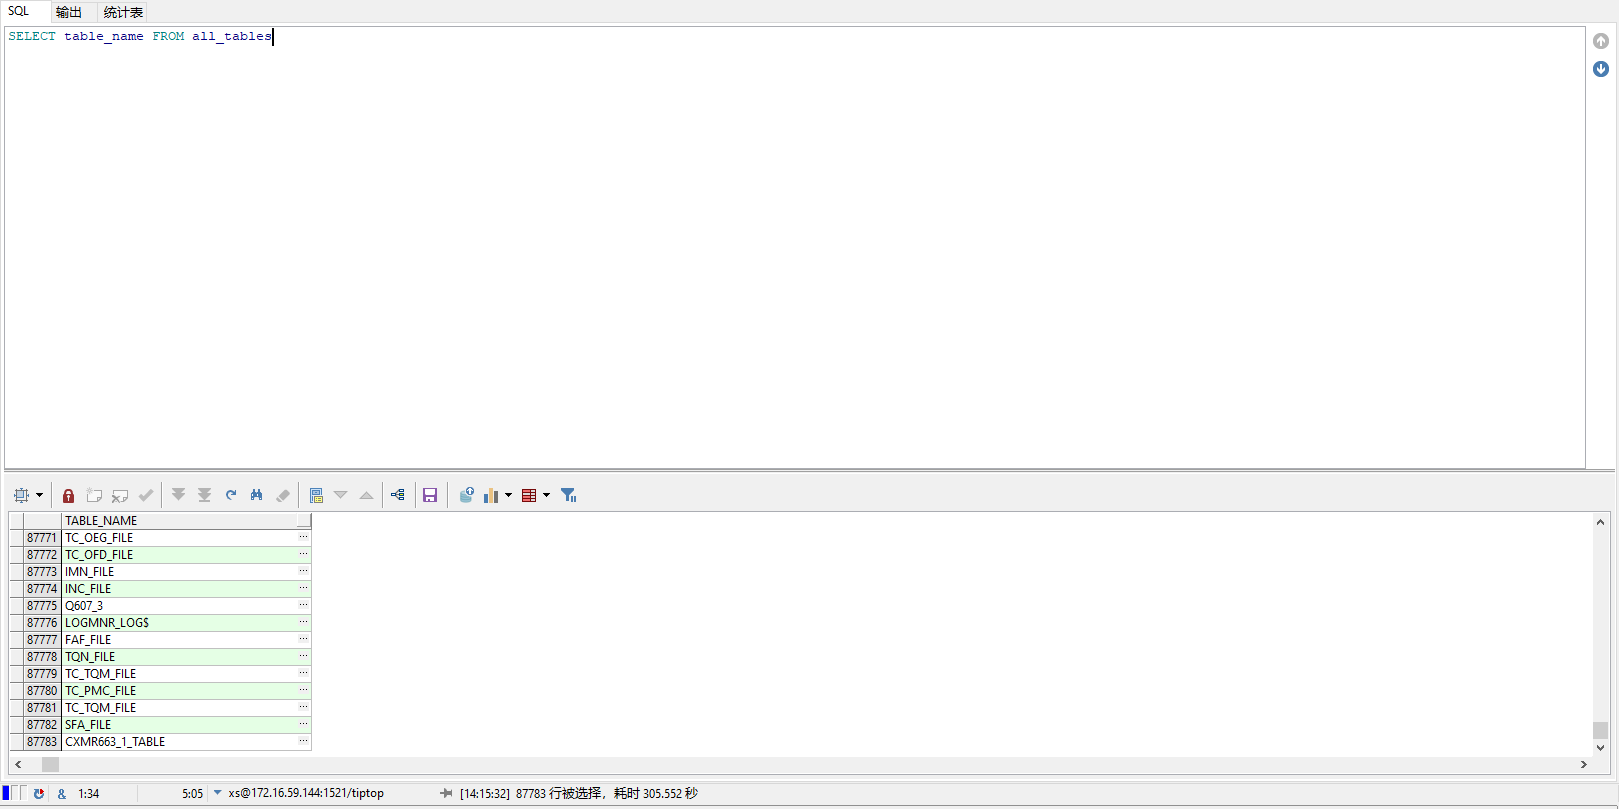 SQL 输出 统计表
SELECT table_name FROM all_tables
TABLE_NAME
87771 TC_OEG_FILE ...
87772 TC_OFD_FILE ...
87773 IMN_FILE ...
87774 INC_FILE ...
87775 Q607_3 ...
87776 LOGMNR_LOG$ ...
87777 FAF_FILE ...
87778 TQN_FILE ...
87779 TC_TQM_FILE ...
87780 TC_PMC_FILE ...
87781 TC_TQM_FILE ...
87782 SFA_FILE ...
87783 CXMR663_1_TABLE ...
& 1:34 5:05 xs@172.16.59.144:1521/tiptop [14:15:32] 87783 行被选择，耗时 305.552 秒